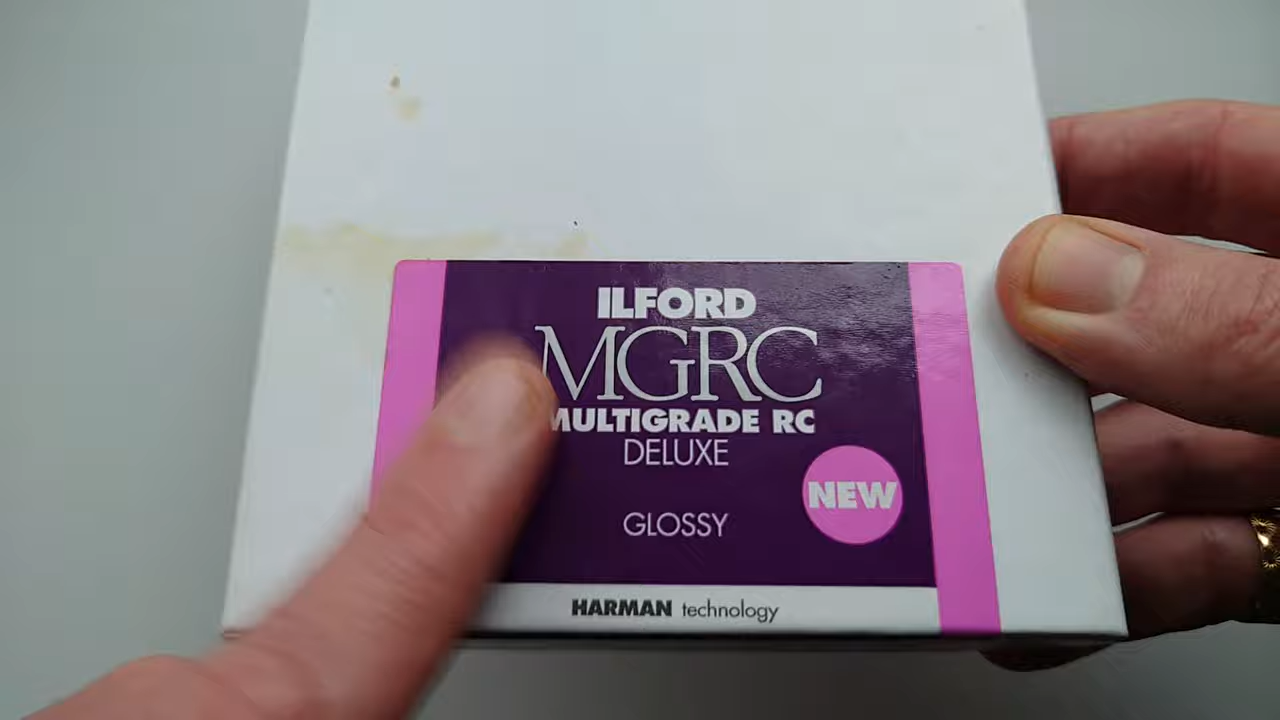 ILFORD
MGRC
MULTIGRADE RC
DELUXE
NEW
GLOSSY
HARMAN technology